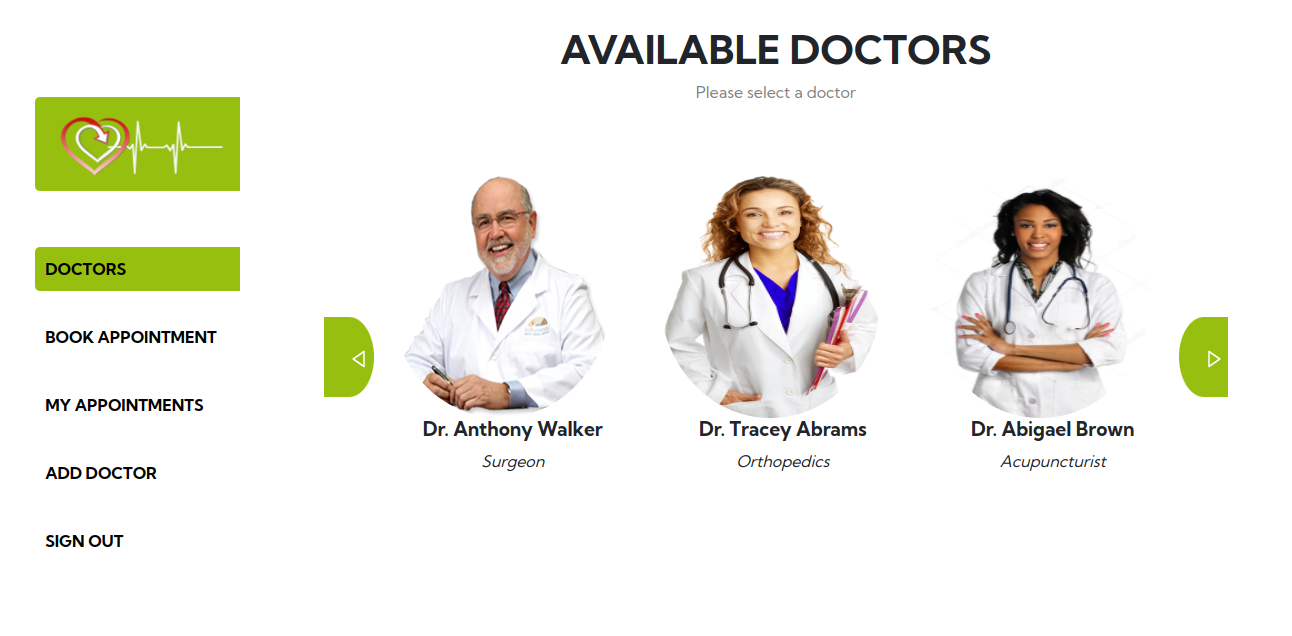 AVAILABLE DOCTORS
Please select a doctor
DOCTORS
BOOK APPOINTMENT
MY APPOINTMENTS
ADD DOCTOR
SIGN OUT
Dr. Anthony Walker
Surgeon
Dr. Tracey Abrams
Orthopedics
Dr. Abigael Brown
Acupuncturist